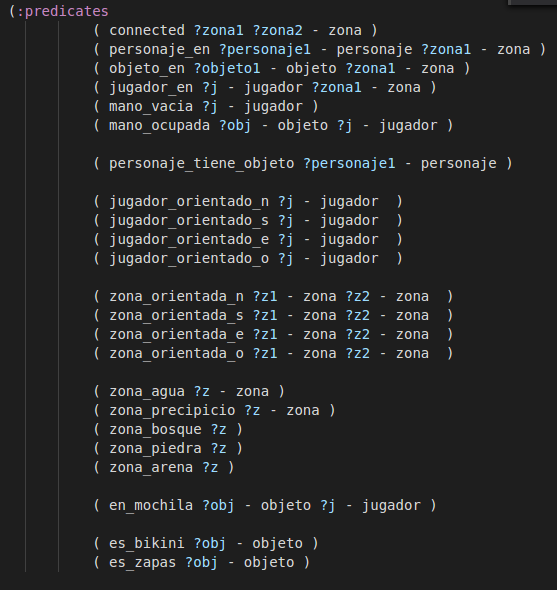 (:predicates
( connected ?zona1 ?zona2 - zona )
( personaje_en ?personaje1 - personaje ?zona1 - zona )
( objeto_en ?objeto1 - objeto ?zona1 - zona )
( jugador_en ?j - jugador ?zona1 - zona )
( mano_vacia ?j - jugador )
( mano_ocupada ?obj - objeto ?j - jugador )
( personaje_tiene_objeto ?personaje1 - personaje )
( jugador_orientado_n ?j - jugador  )
( jugador_orientado_s ?j - jugador  )
( jugador_orientado_e ?j - jugador  )
( jugador_orientado_o ?j - jugador  )
( zona_orientada_n ?z1 - zona ?z2 - zona  )
( zona_orientada_s ?z1 - zona ?z2 - zona  )
( zona_orientada_e ?z1 - zona ?z2 - zona  )
( zona_orientada_o ?z1 - zona ?z2 - zona  )
( zona_agua ?z - zona )
( zona_precipicio ?z - zona )
( zona_bosque ?z )
( zona_piedra ?z )
( zona_arena ?z )
( en_mochila ?obj - objeto ?j - jugador )
( es_bikini ?obj - objeto )
( es_zapas ?obj - objeto )